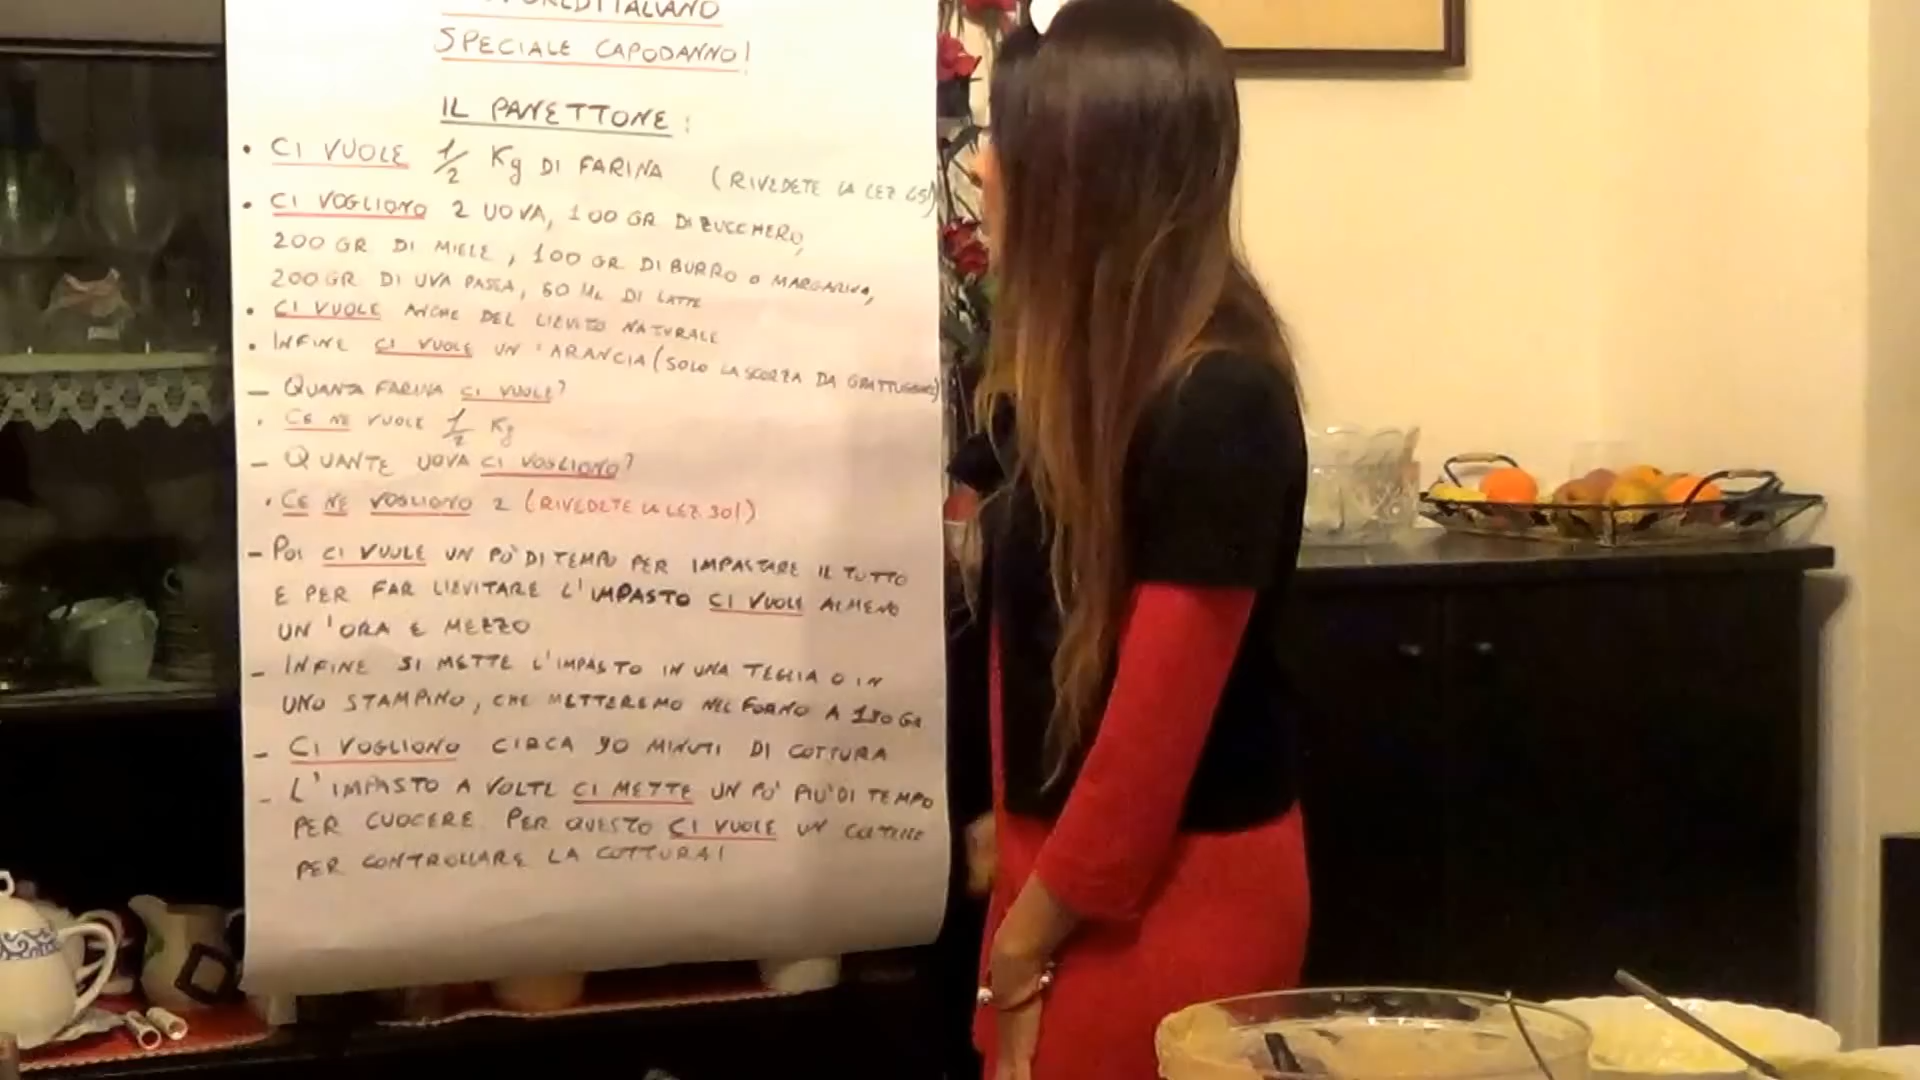 ITALIANO
SPECIALE CAPODANNO!
IL PANETTONE:
• CI VUOLE 1/2 Kg DI FARINA (RIVEDETE LA LEZ 45!)
• CI VOGLIONO 2 UOVA, 100 GR DI ZUCCHERO,
200 GR DI MIELE, 100 GR DI BURRO O MARGARINA,
200 GR DI UVA PASSA, 60 ML DI LATTE
• CI VUOLE ANCHE DEL LIEVITO NATURALE
• INFINE CI VUOLE UN'ARANCIA (SOLO LA SCORZA DA GRATTUGIARE)
– QUANTA FARINA CI VUOLE?
• CE NE VUOLE 1/2 Kg
– QUANTE UOVA CI VOGLIONO?
• CE NE VOGLIONO 2 (RIVEDETE LA LEZ 30!)
– POI CI VUOLE UN PO' DI TEMPO PER IMPASTARE IL TUTTO
E PER FAR LIEVITARE L'IMPASTO CI VUOLE ALMENO
UN'ORA E MEZZO
– INFINE SI METTE L'IMPASTO IN UNA TEGLIA O IN
UNO STAMPINO, CHE METTEREMO NEL FORNO A 180 GR
– CI VOGLIONO CIRCA 90 MINUTI DI COTTURA
– L'IMPASTO A VOLTE CI METTE UN PO' PIU' DI TEMPO
PER CUOCERE PER QUESTO CI VUOLE UN COLTELLO
PER CONTROLLARE LA COTTURA!